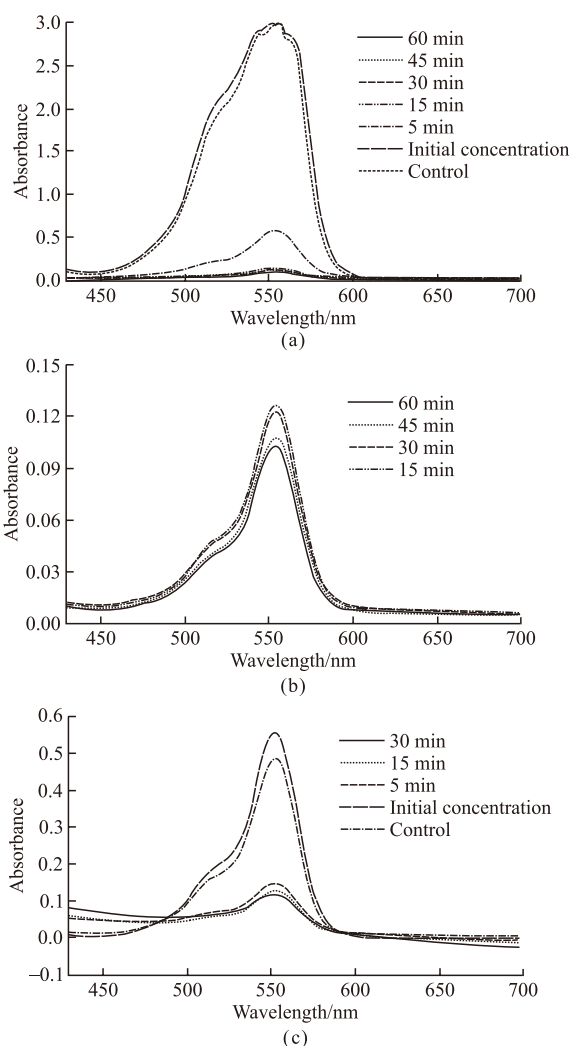 3.0
2.5
2.0
1.5
1.0
0.5
0.0
Absorbance
60 min
45 min
30 min
15 min
5 min
Initial concentration
Control
450 500 550 600 650 700
Wavelength/nm
(a)
0.15
0.12
0.09
0.06
0.03
0.00
Absorbance
60 min
45 min
30 min
15 min
450 500 550 600 650 700
Wavelength/nm
(b)
0.6
0.5
0.4
0.3
0.2
0.1
0.0
–0.1
Absorbance
30 min
15 min
5 min
Initial concentration
Control
450 500 550 600 650 700
Wavelength/nm
(c)